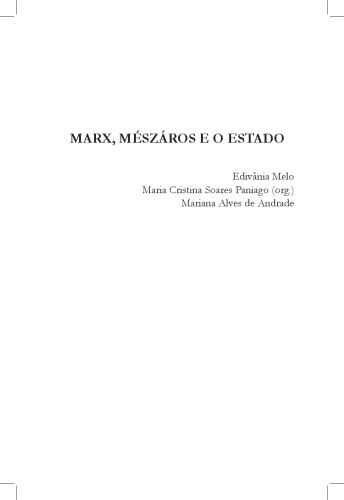 MARX, MÉSZÁROS E O ESTADO
Edivânia Melo
Maria Cristina Soares Paniago (org.)
Mariana Alves de Andrade